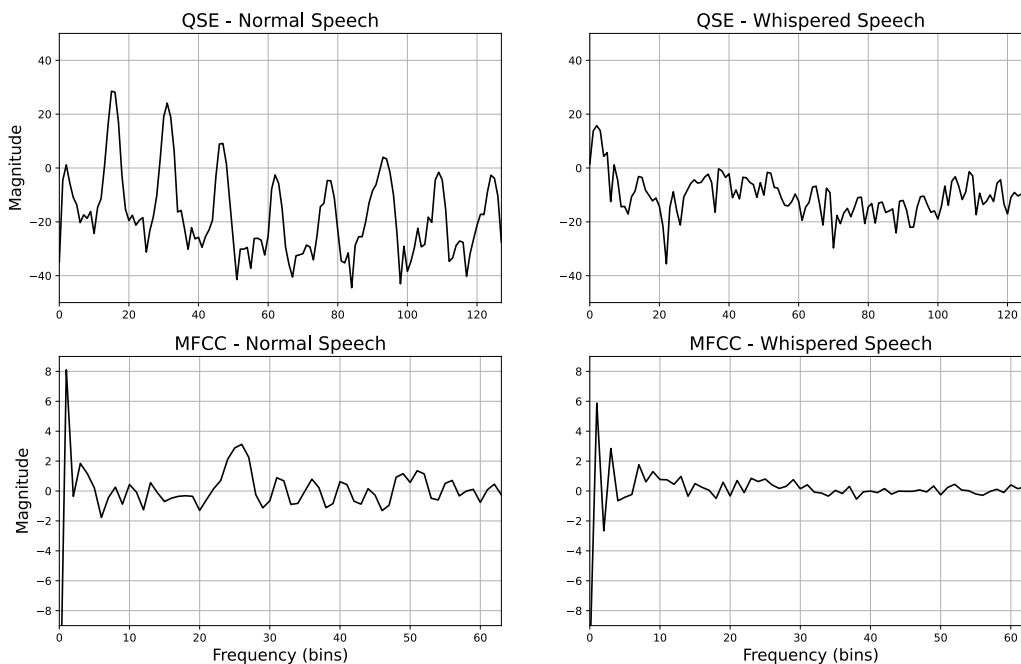 QSE - Normal Speech
QSE - Whispered Speech
Magnitude
40
20
0
−20
−40
0 20 40 60 80 100 120
40
20
0
−20
−40
0 20 40 60 80 100 120
MFCC - Normal Speech
MFCC - Whispered Speech
Magnitude
8
6
4
2
0
−2
−4
−6
−8
0 10 20 30 40 50 60
Frequency (bins)
8
6
4
2
0
−2
−4
−6
−8
0 10 20 30 40 50 60
Frequency (bins)